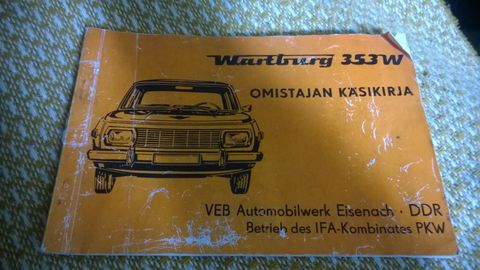 Wartburg 353W
OMISTAJAN KÄSIKIRJA
VEB Automobilwerk Eisenach · DDR
Betrieb des IFA-Kombinates PKW